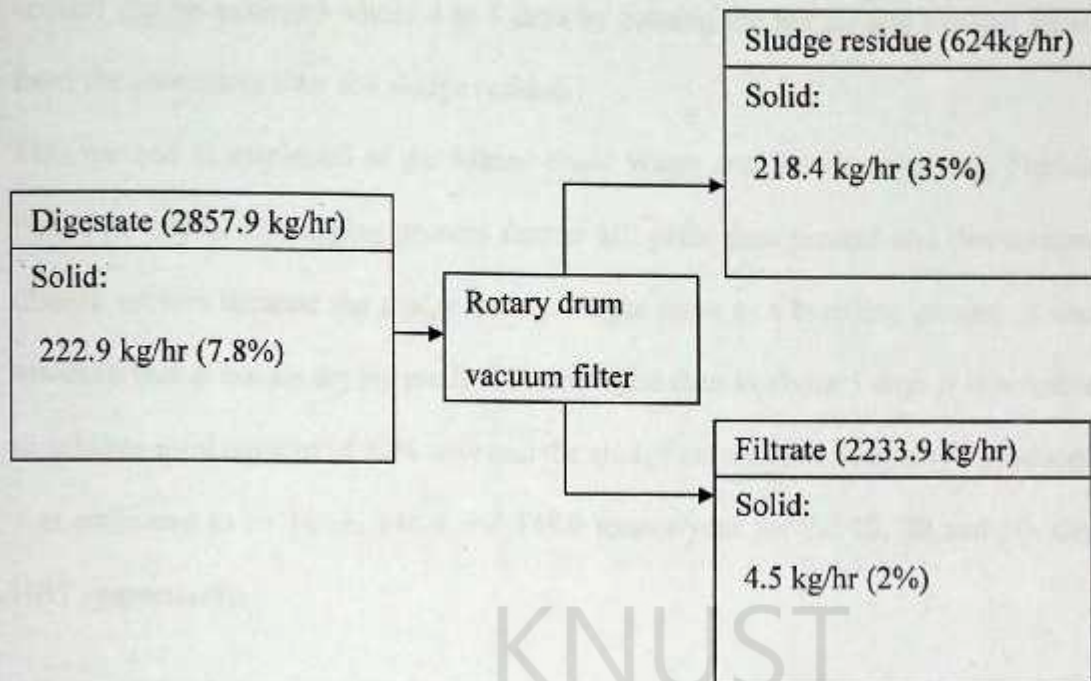 Sludge residue (624kg/hr)
Solid:
218.4 kg/hr (35%)
Digestate (2857.9 kg/hr)
Solid:
222.9 kg/hr (7.8%)
Rotary drum
vacuum filter
Filtrate (2233.9 kg/hr)
Solid:
4.5 kg/hr (2%)
KNUST